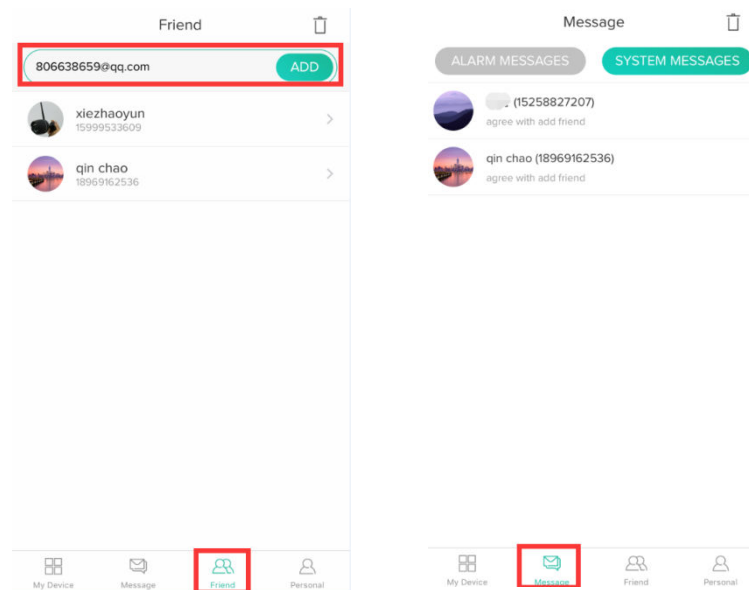 Friend
806638659@qq.com
ADD
xiezhaoyun
15999533609
qin chao
18969162536
My Device
Message
Friend
Personal
Message
ALARM MESSAGES
SYSTEM MESSAGES
(15258827207)
agree with add friend
qin chao (18969162536)
agree with add friend
My Device
Message
Friend
Personal